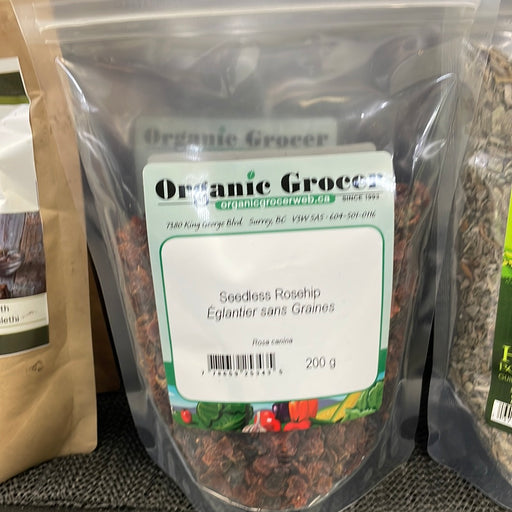 Organic Grocer
Organic Grocer
organicgrocerweb.ca
SINCE 1993
7380 King George Blvd. Surrey, BC V3W 5A5 - 604-501-0116
Seedless Rosehip
Églantier sans Graines
Rosa canina
200 g